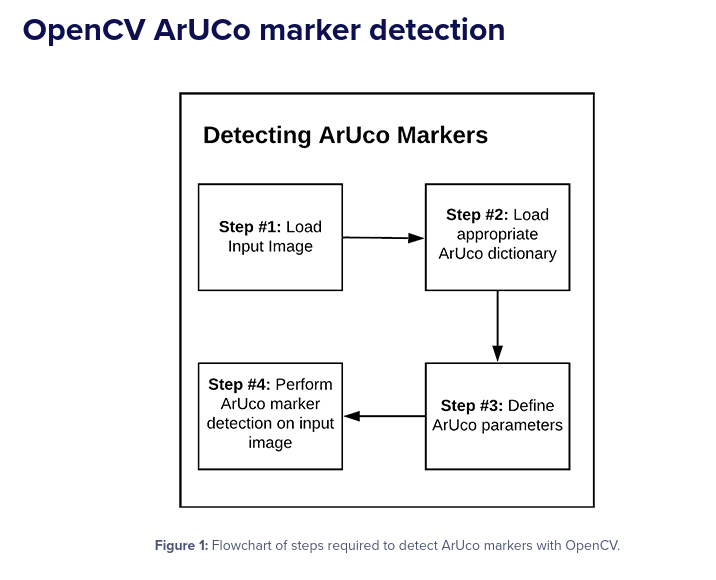 OpenCV ArUCo marker detection
Detecting ArUco Markers
Step #1: Load
Input Image
Step #2: Load
appropriate
ArUco dictionary
Step #3: Define
ArUco parameters
Step #4: Perform
ArUco marker
detection on input
image
Figure 1: Flowchart of steps required to detect ArUco markers with OpenCV.